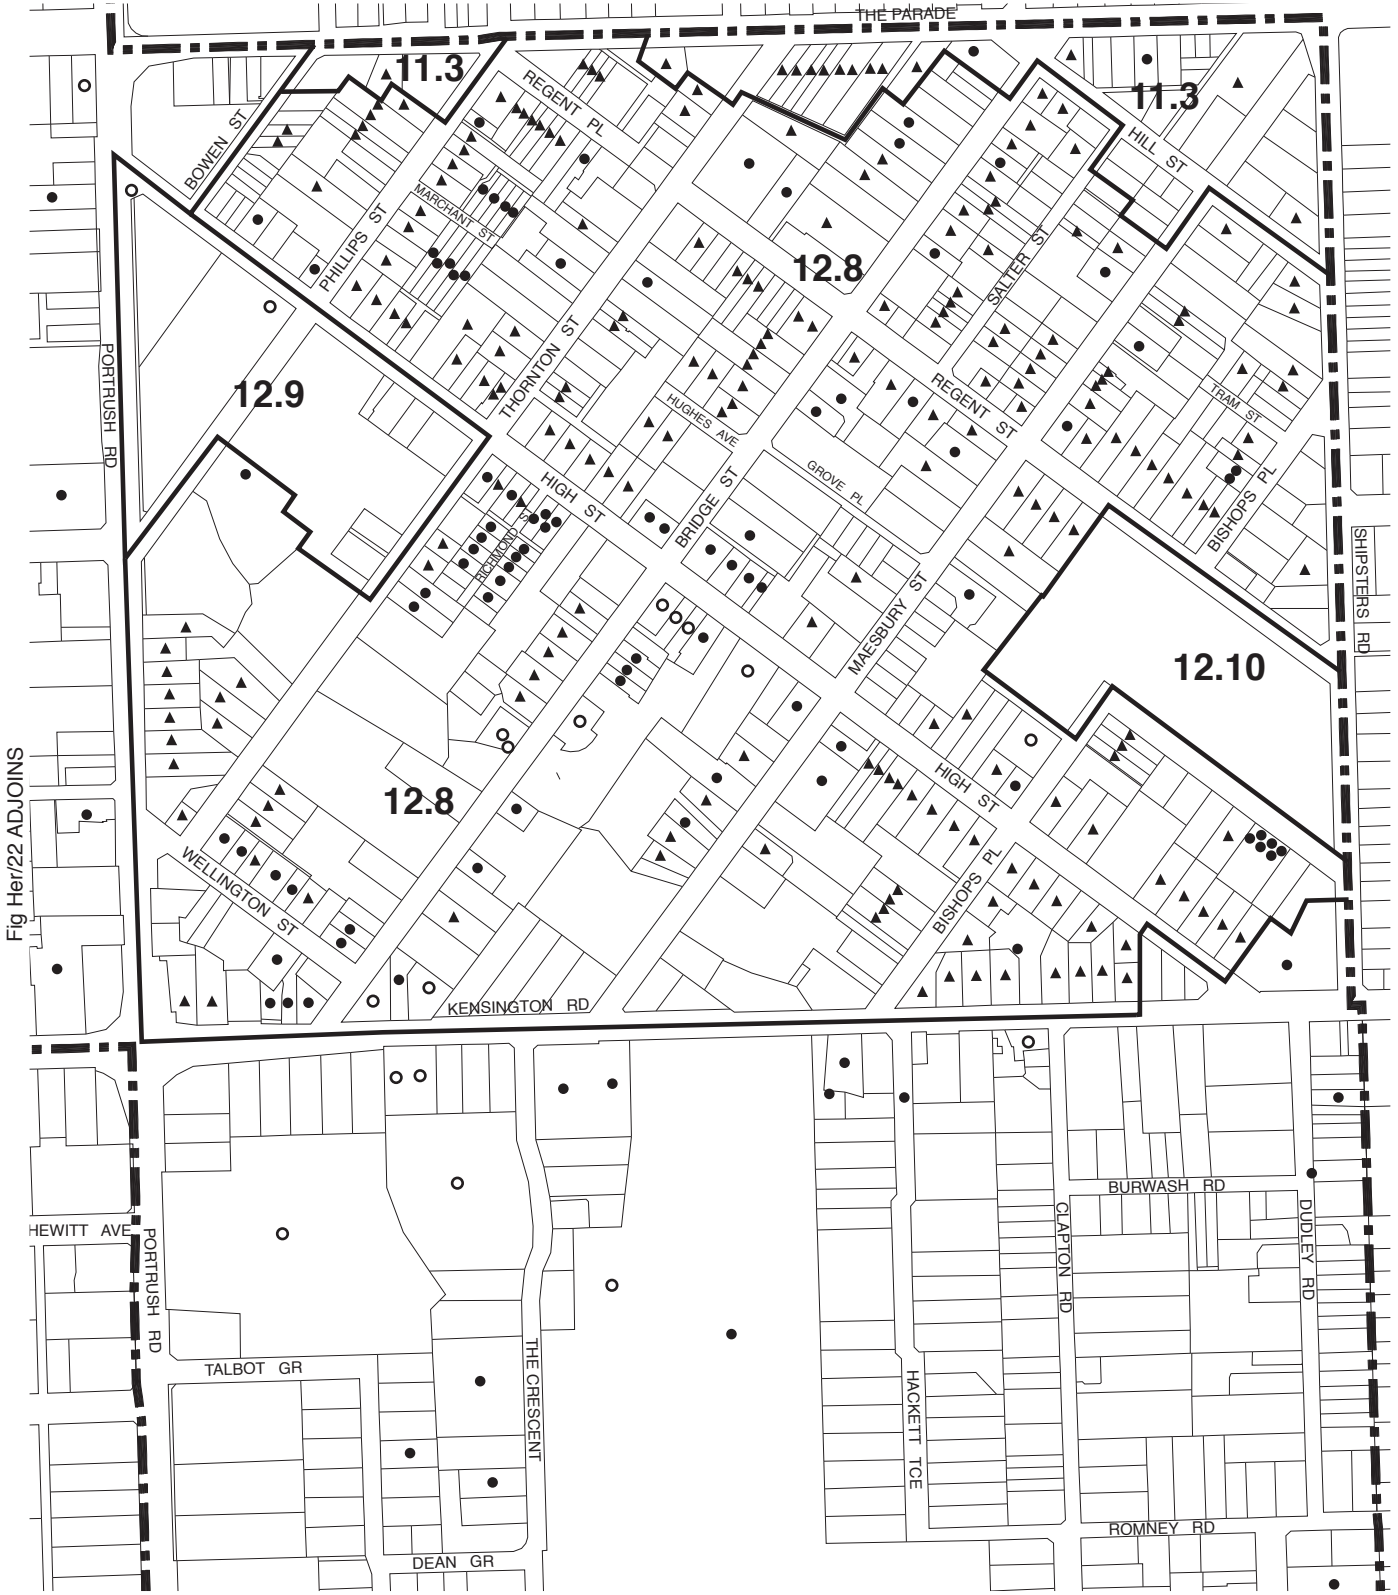 THE PARADE
11.3
11.3
REGENT PL
HILL ST
BOWEN ST
MARCHANT ST
PHILLIPS ST
12.8
SALTER ST
THORNTON ST
PORTRUSH RD
12.9
REGENT ST
TRAM ST
HUGHES AVE
GROVE PL
HIGH ST
BRIDGE ST
BISHOPS PL
RICHMOND S
SHIPSTERS RD
MAESBURY ST
12.10
Fig Her/22 ADJOINS
12.8
HIGH ST
WELLINGTON ST
BISHOPS PL
KENSINGTON RD
BURWASH RD
HEWITT AVE
PORTRUSH RD
CLAPTON RD
DUDLEY RD
TALBOT GR
THE CRESCENT
HACKETT TCE
ROMNEY RD
DEAN GR